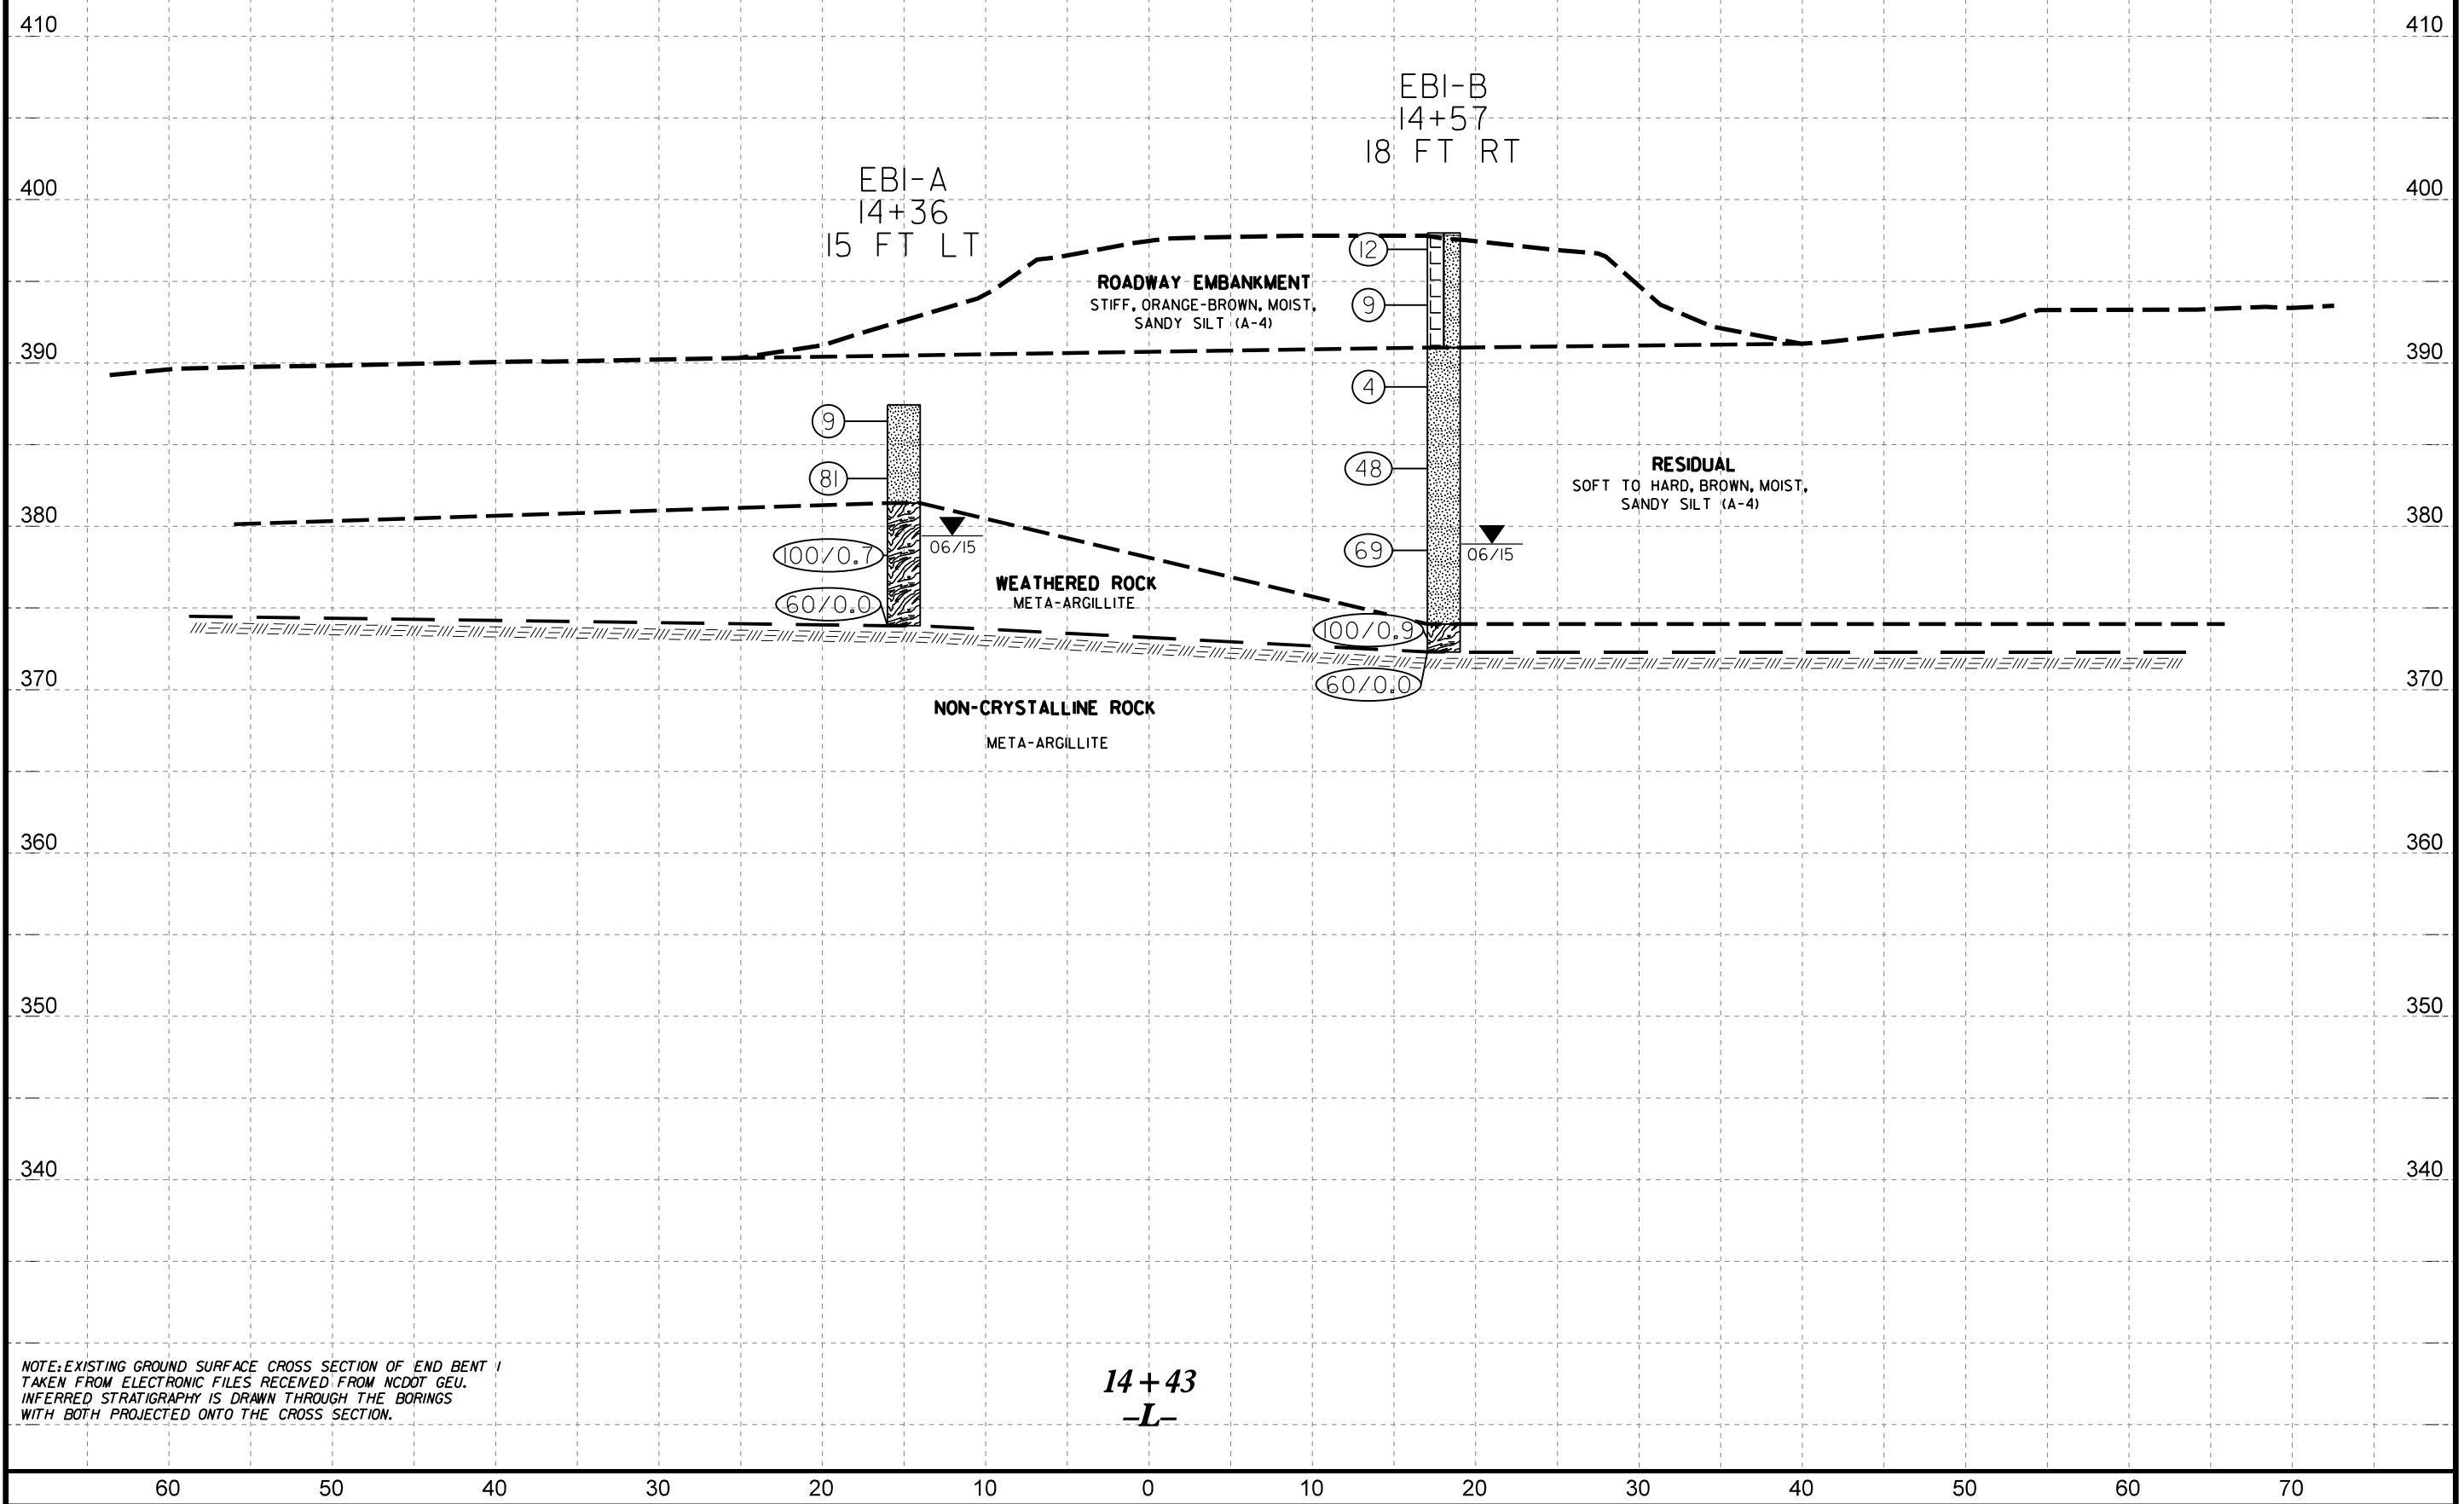 410 410
EB1-B
14+57
18 FT RT
EB1-A
14+36
15 FT LT
400 400
12
ROADWAY EMBANKMENT
STIFF, ORANGE-BROWN, MOIST,
SANDY SILT (A-4)
9
390 390
4
9
81
48
RESIDUAL
SOFT TO HARD, BROWN, MOIST,
SANDY SILT (A-4)
380 380
06/15
69
06/15
100/0.7
WEATHERED ROCK
META-ARGILLITE
60/0.0
100/0.9
370 370
60/0.0
NON-CRYSTALLINE ROCK
META-ARGILLITE
360 360
350 350
340 340
NOTE: EXISTING GROUND SURFACE CROSS SECTION OF END BENT 1
TAKEN FROM ELECTRONIC FILES RECEIVED FROM NCDOT GEU.
INFERRED STRATIGRAPHY IS DRAWN THROUGH THE BORINGS
WITH BOTH PROJECTED ONTO THE CROSS SECTION.
14+43
-L-
60 50 40 30 20 10 0 10 20 30 40 50 60 70